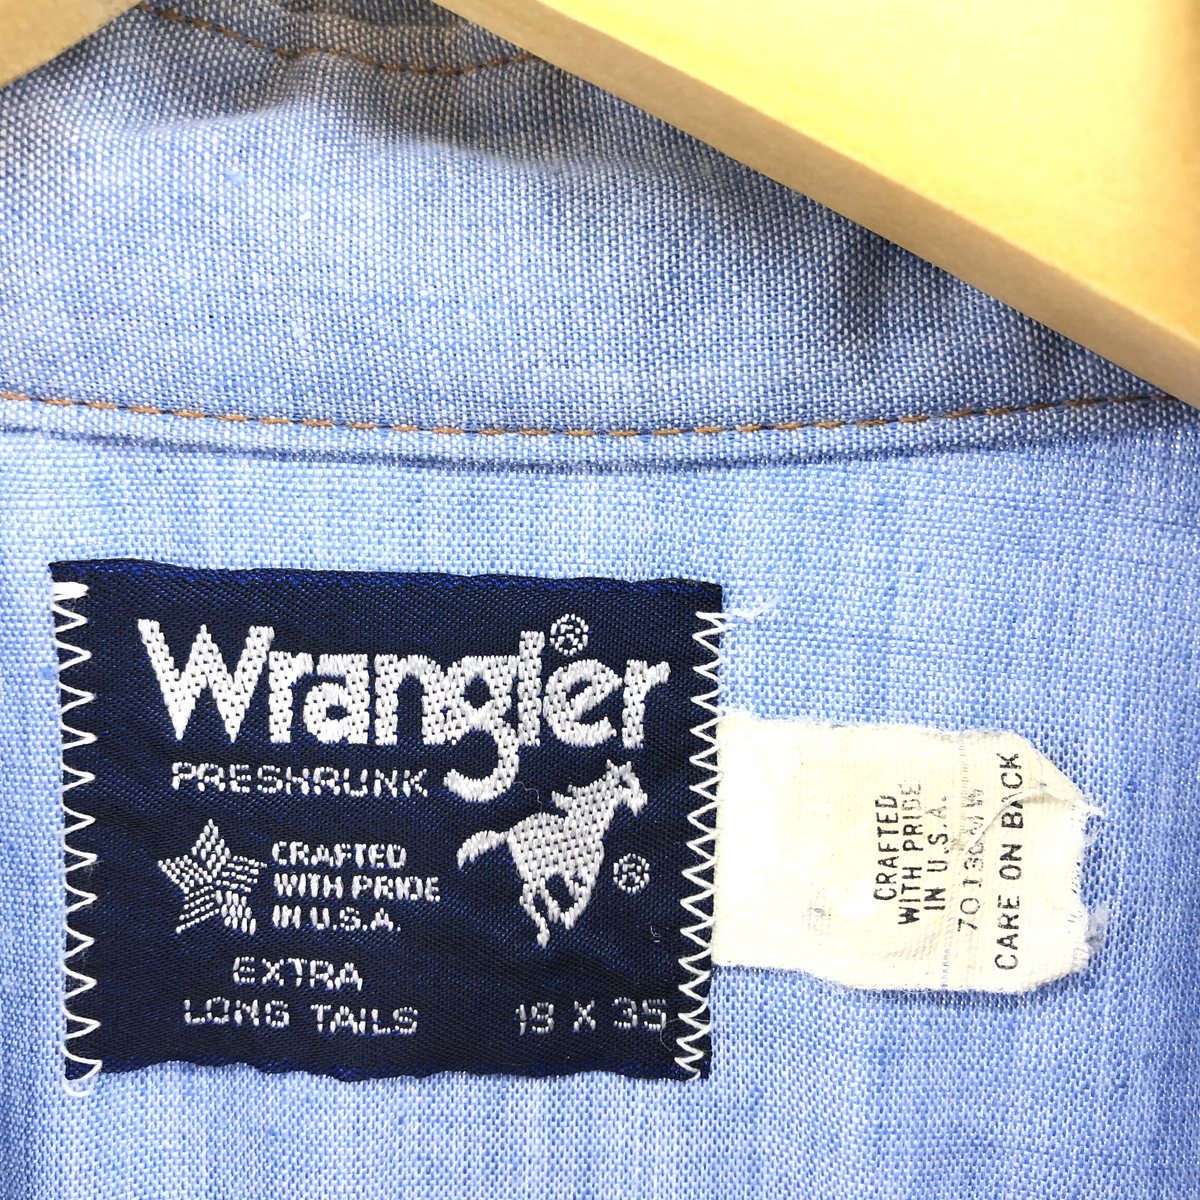 Wrangler®
PRESHRUNK
CRAFTED
WITH PRIDE
IN U.S.A.
®
EXTRA
LONG TAILS
19 X 35
CRAFTED
WITH PRIDE
IN U.S.A.
CARE ON BACK